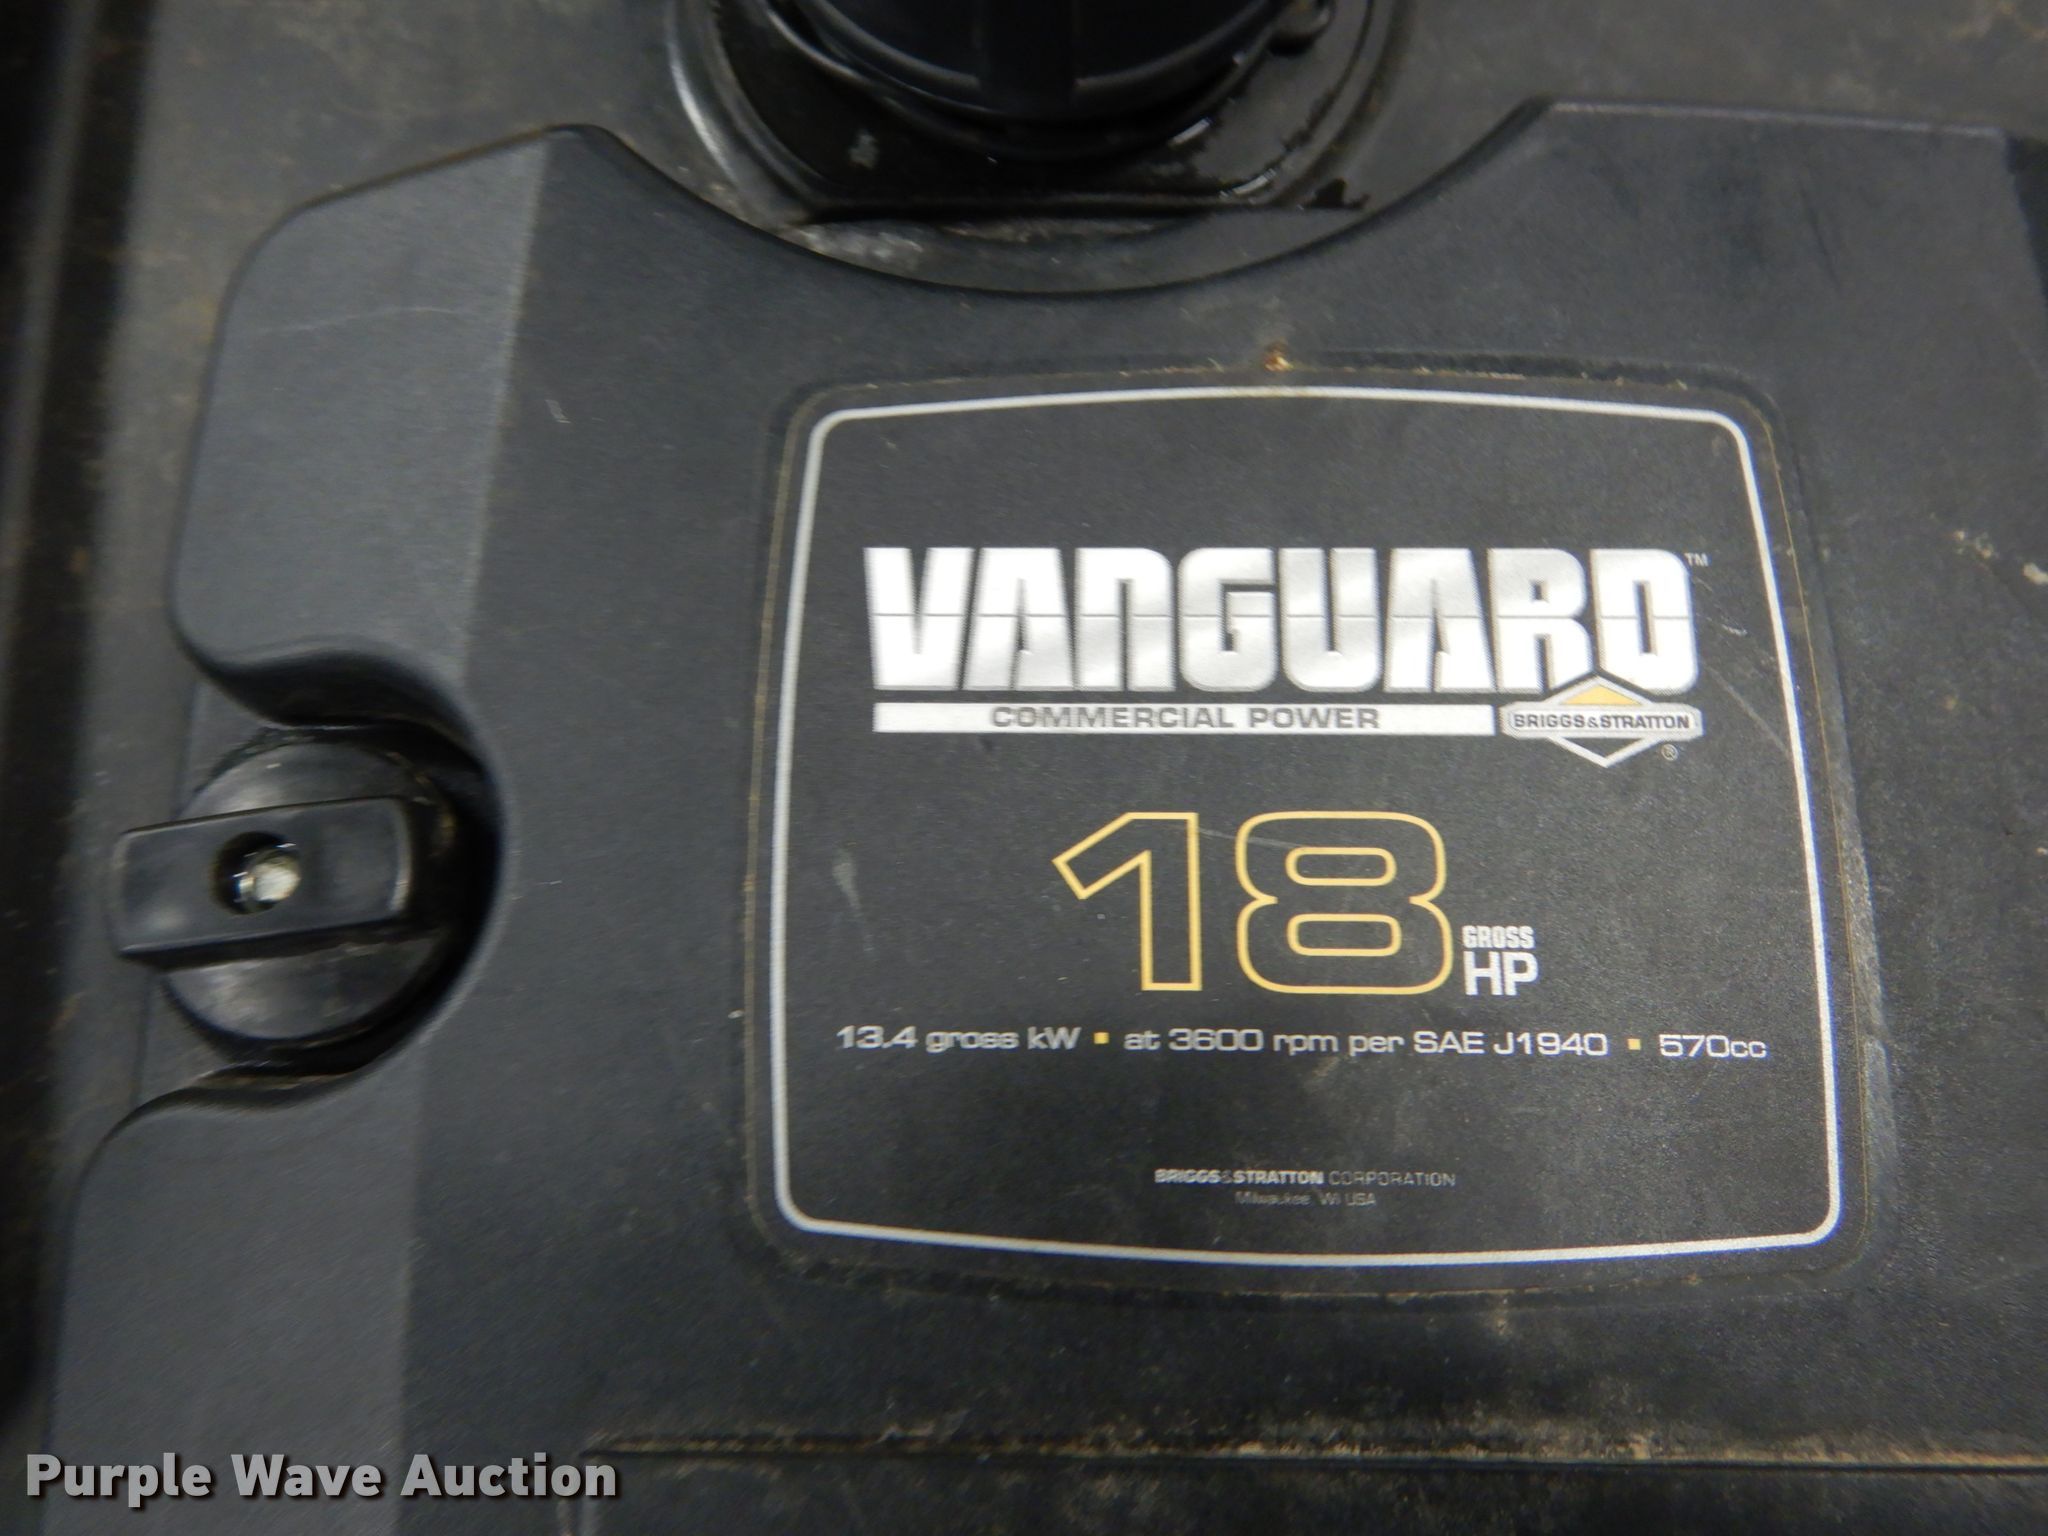 VANGUARD™
COMMERCIAL POWER
BRIGGS&STRATTON
®
18 GROSS HP
13.4 gross kW ▪ at 3600 rpm per SAE J1940 ▪ 570cc
BRIGGS&STRATTON CORPORATION
Milwaukee, WI USA
Purple Wave Auction